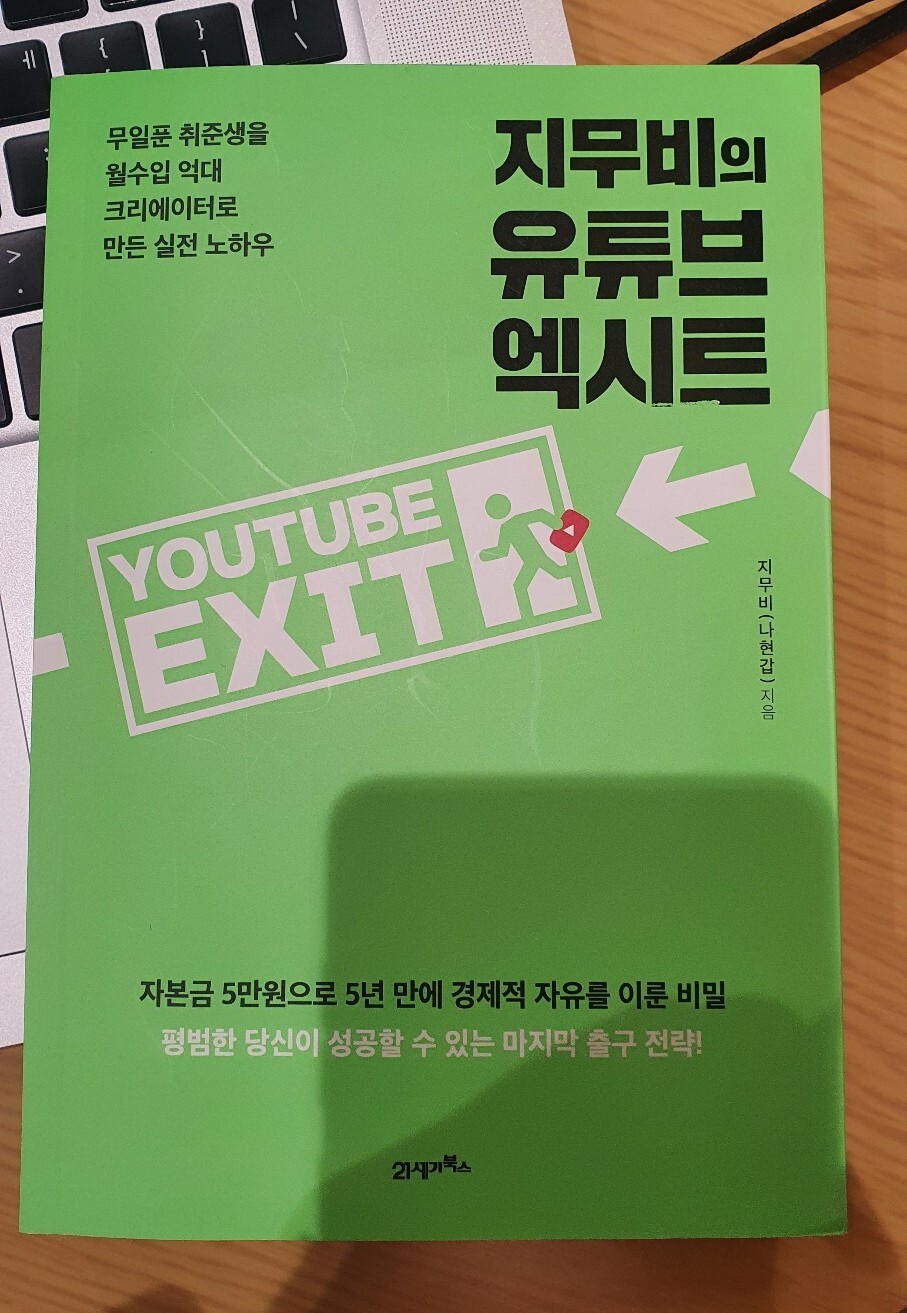 무일푼 취준생을
월수입 억대
크리에이터로
만든 실전 노하우
지무비의
유튜브
엑시트
YOUTUBE
EXIT
지무비(나현갑) 지음
자본금 5만원으로 5년 만에 경제적 자유를 이룬 비밀
평범한 당신이 성공할 수 있는 마지막 출구 전략!
21세기북스
ㅔ
{
[
}
]
|
\
>
.